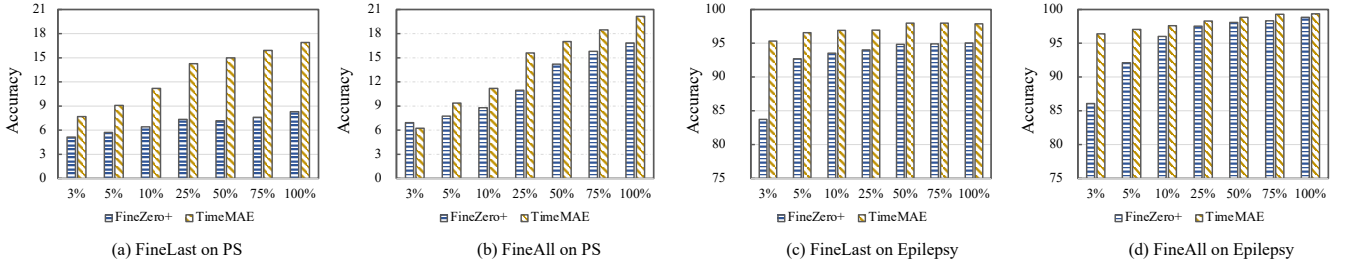 21
18
15
12
9
6
3
0
Accuracy
3% 5% 10% 25% 50% 75% 100%
FineZero+ TimeMAE
(a) FineLast on PS
21
18
15
12
9
6
3
0
Accuracy
3% 5% 10% 25% 50% 75% 100%
FineZero+ TimeMAE
(b) FineAll on PS
100
95
90
85
80
75
Accuracy
3% 5% 10% 25% 50% 75% 100%
FineZero+ TimeMAE
(c) FineLast on Epilepsy
100
95
90
85
80
75
Accuracy
3% 5% 10% 25% 50% 75% 100%
FineZero+ TimeMAE
(d) FineAll on Epilepsy